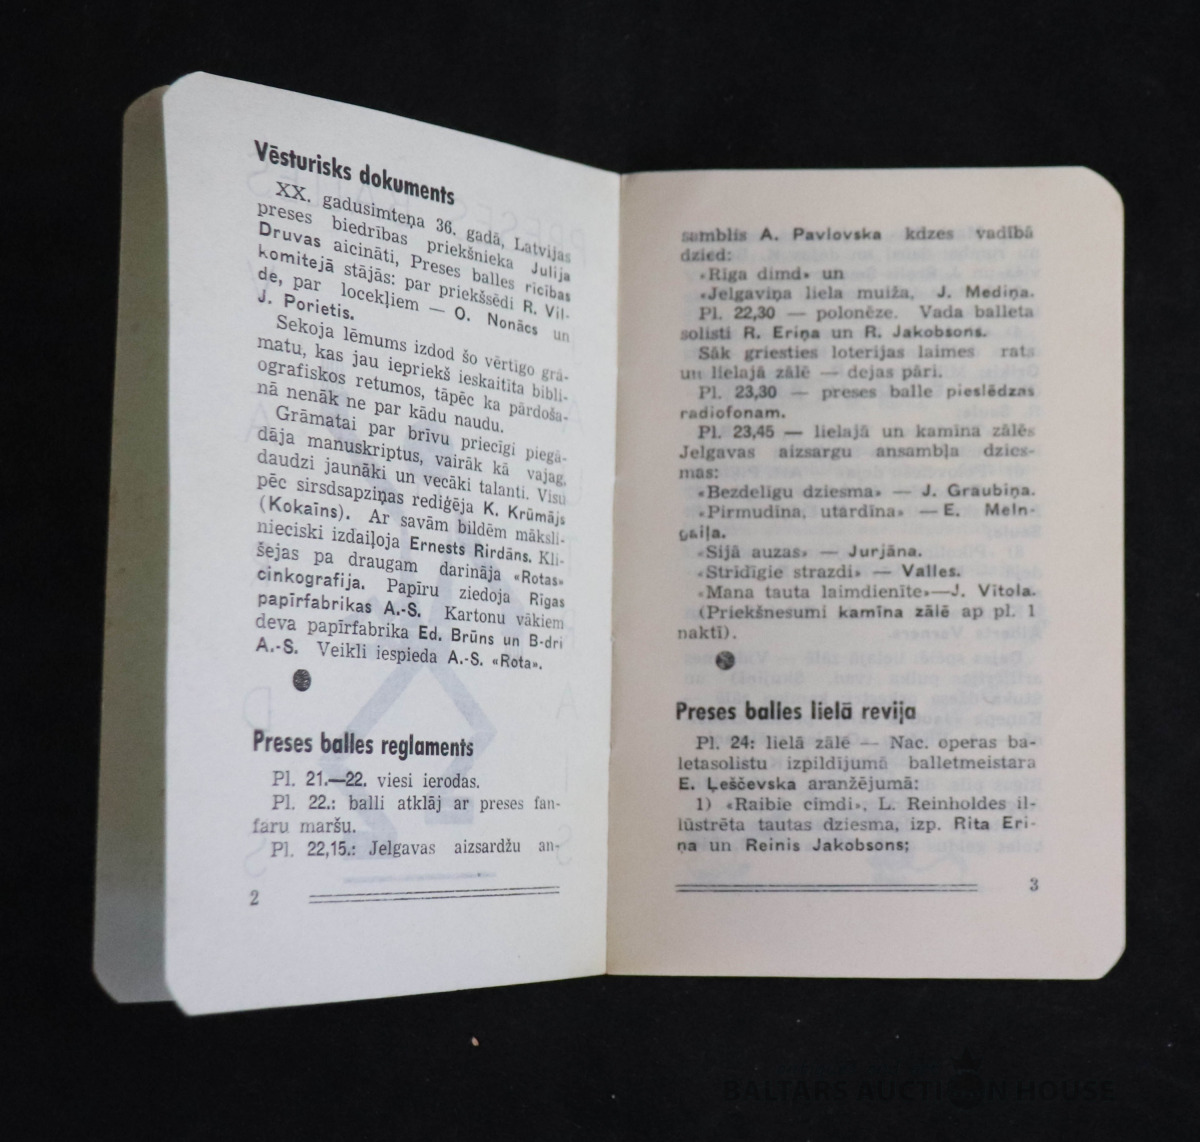 Vēsturisks dokuments
XX. gadusimteņa 36. gadā, Latvijas
preses biedrības priekšnieka Julija
Druvas aicināti, Preses balles rīcības
komitejā stājās: par priekšsēdi R. Vil-
de, par locekļiem — O. Nonācs un
J. Porietis.
Sekoja lēmums izdod šo vērtīgo grā-
matu, kas jau iepriekš ieskaitīta bibli-
ografiskos retumos, tāpēc ka pārdoša-
nā nenāk ne par kādu naudu.
Grāmatai par brīvu priecīgi piegā-
dāja manuskriptus, vairāk kā vajag,
daudzi jaunāki un vecāki talanti. Visu
pēc sirsdsapziņas rediģēja K. Krūmājs
(Kokaīns). Ar savām bildēm māksli-
nieciski izdaiļoja Ernests Rirdāns. Kli-
šejas pa draugam darināja «Rotas»
cinkografija. Papīru ziedoja Rīgas
papīrfabrikas A.-S. Kartonu vākiem
deva papīrfabrika Ed. Brūns un B-dri
A.-S. Veikli iespieda A.-S. «Rota».
Preses balles reglaments
Pl. 21.—22. viesi ierodas.
Pl. 22.: balli atklāj ar preses fan-
faru maršu.
Pl. 22,15.: Jelgavas aizsardžu an-
2
samblis A. Pavlovska kdzes vadībā
dzied:
«Rīga dimd» un
«Jelgaviņa liela muiža, J. Mediņa.
Pl. 22,30 — polonēze. Vada balleta
solisti R. Eriņa un R. Jakobsons.
Sāk griesties loterijas laimes rats
un lielajā zālē — dejas pāri.
Pl. 23,30 — preses balle pieslēdzas
radiofonam.
Pl. 23,45 — lielajā un kamīna zālēs
Jelgavas aizsargu ansambļa dzies-
mas:
«Bezdelīgu dziesma» — J. Graubiņa.
«Pirmudina, utardina» — E. Meln-
gaiļa.
«Sijā auzas» — Jurjāna.
«Strīdīgie strazdi» — Valles.
«Mana tauta laimdienīte»—J. Vītola.
(Priekšnesumi kamīna zālē ap pl. 1
naktī).
Preses balles lielā revija
Pl. 24: lielā zālē — Nac. operas ba-
letasolistu izpildījumā balletmeistara
E. Ļeščevska aranžējumā:
1) «Raibie cimdi», L. Reinholdes il-
lūstrēta tautas dziesma, izp. Rita Eri-
ņa un Reinis Jakobsons;
3
BALTARS AUCTION HOUSE